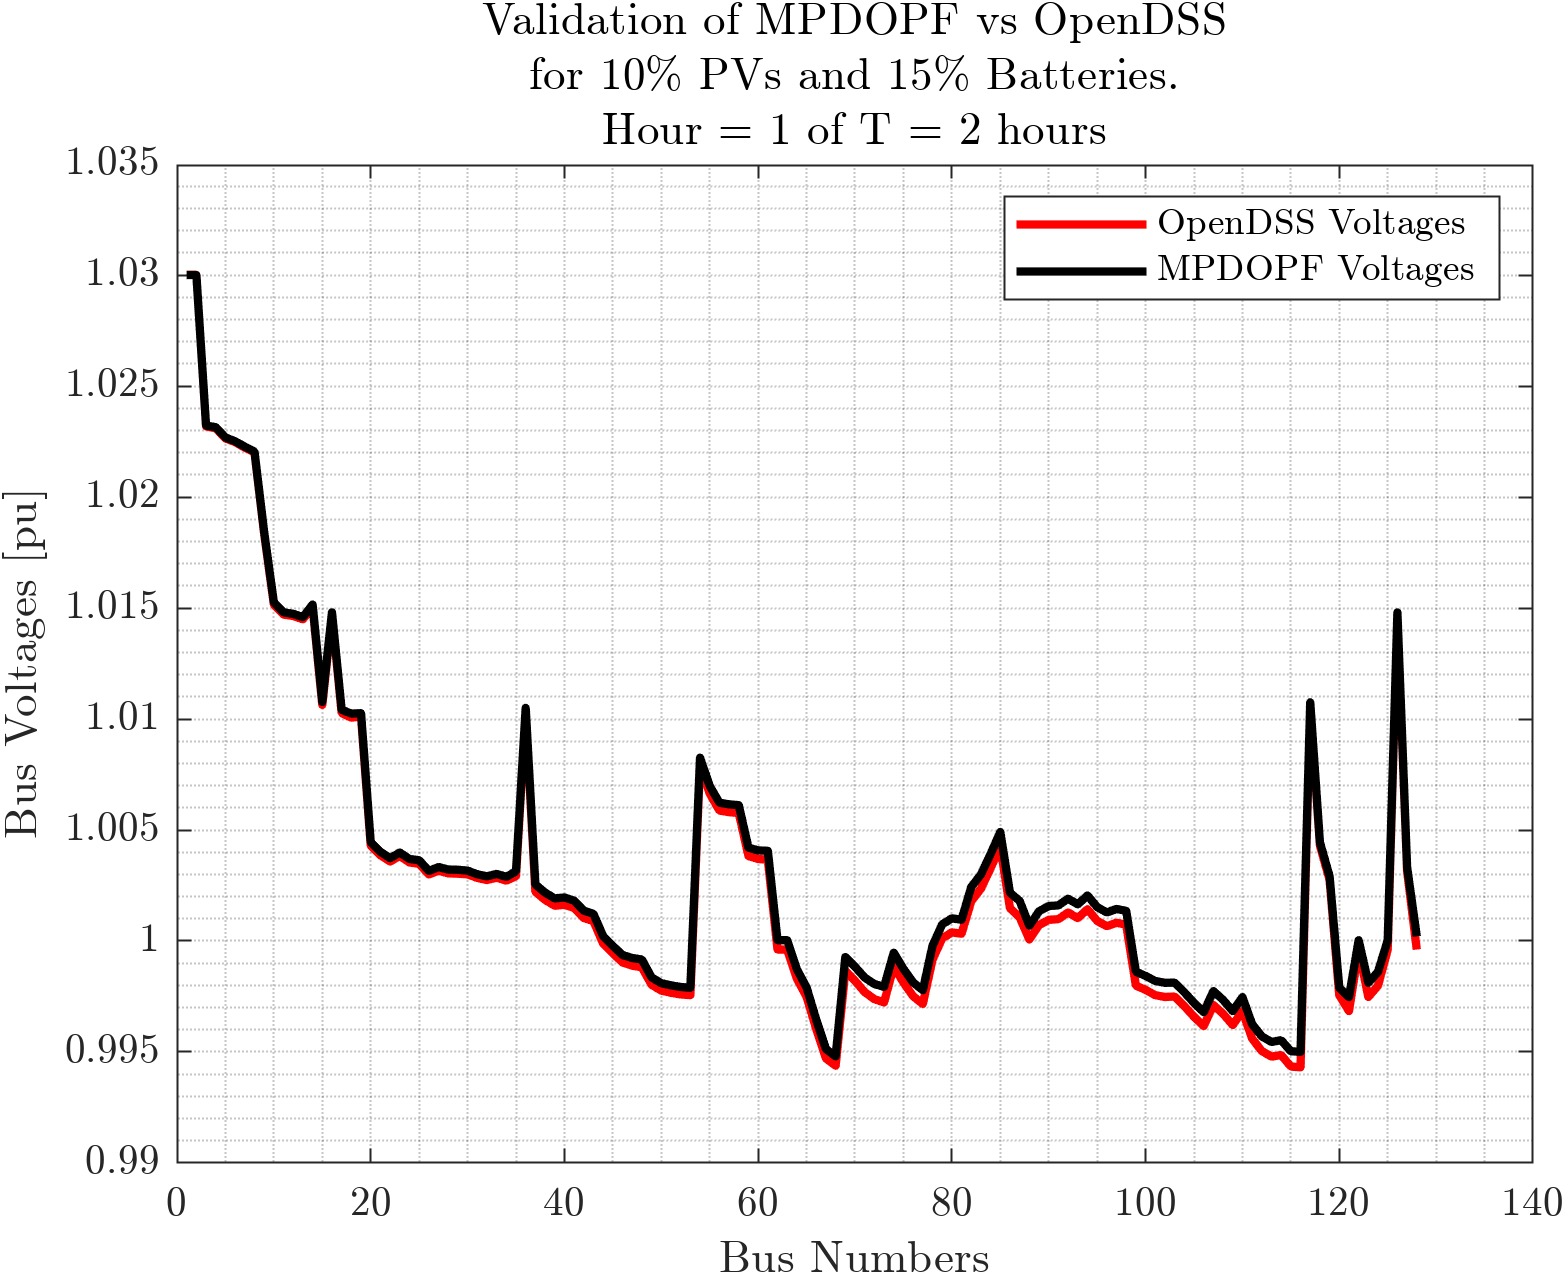 Validation of MPDOPF vs OpenDSS
for 10% PVs and 15% Batteries.
Hour = 1 of T = 2 hours
OpenDSS Voltages
MPDOPF Voltages
Bus Voltages [pu]
1.035
1.03
1.025
1.02
1.015
1.01
1.005
1
0.995
0.99
0 20 40 60 80 100 120 140
Bus Numbers